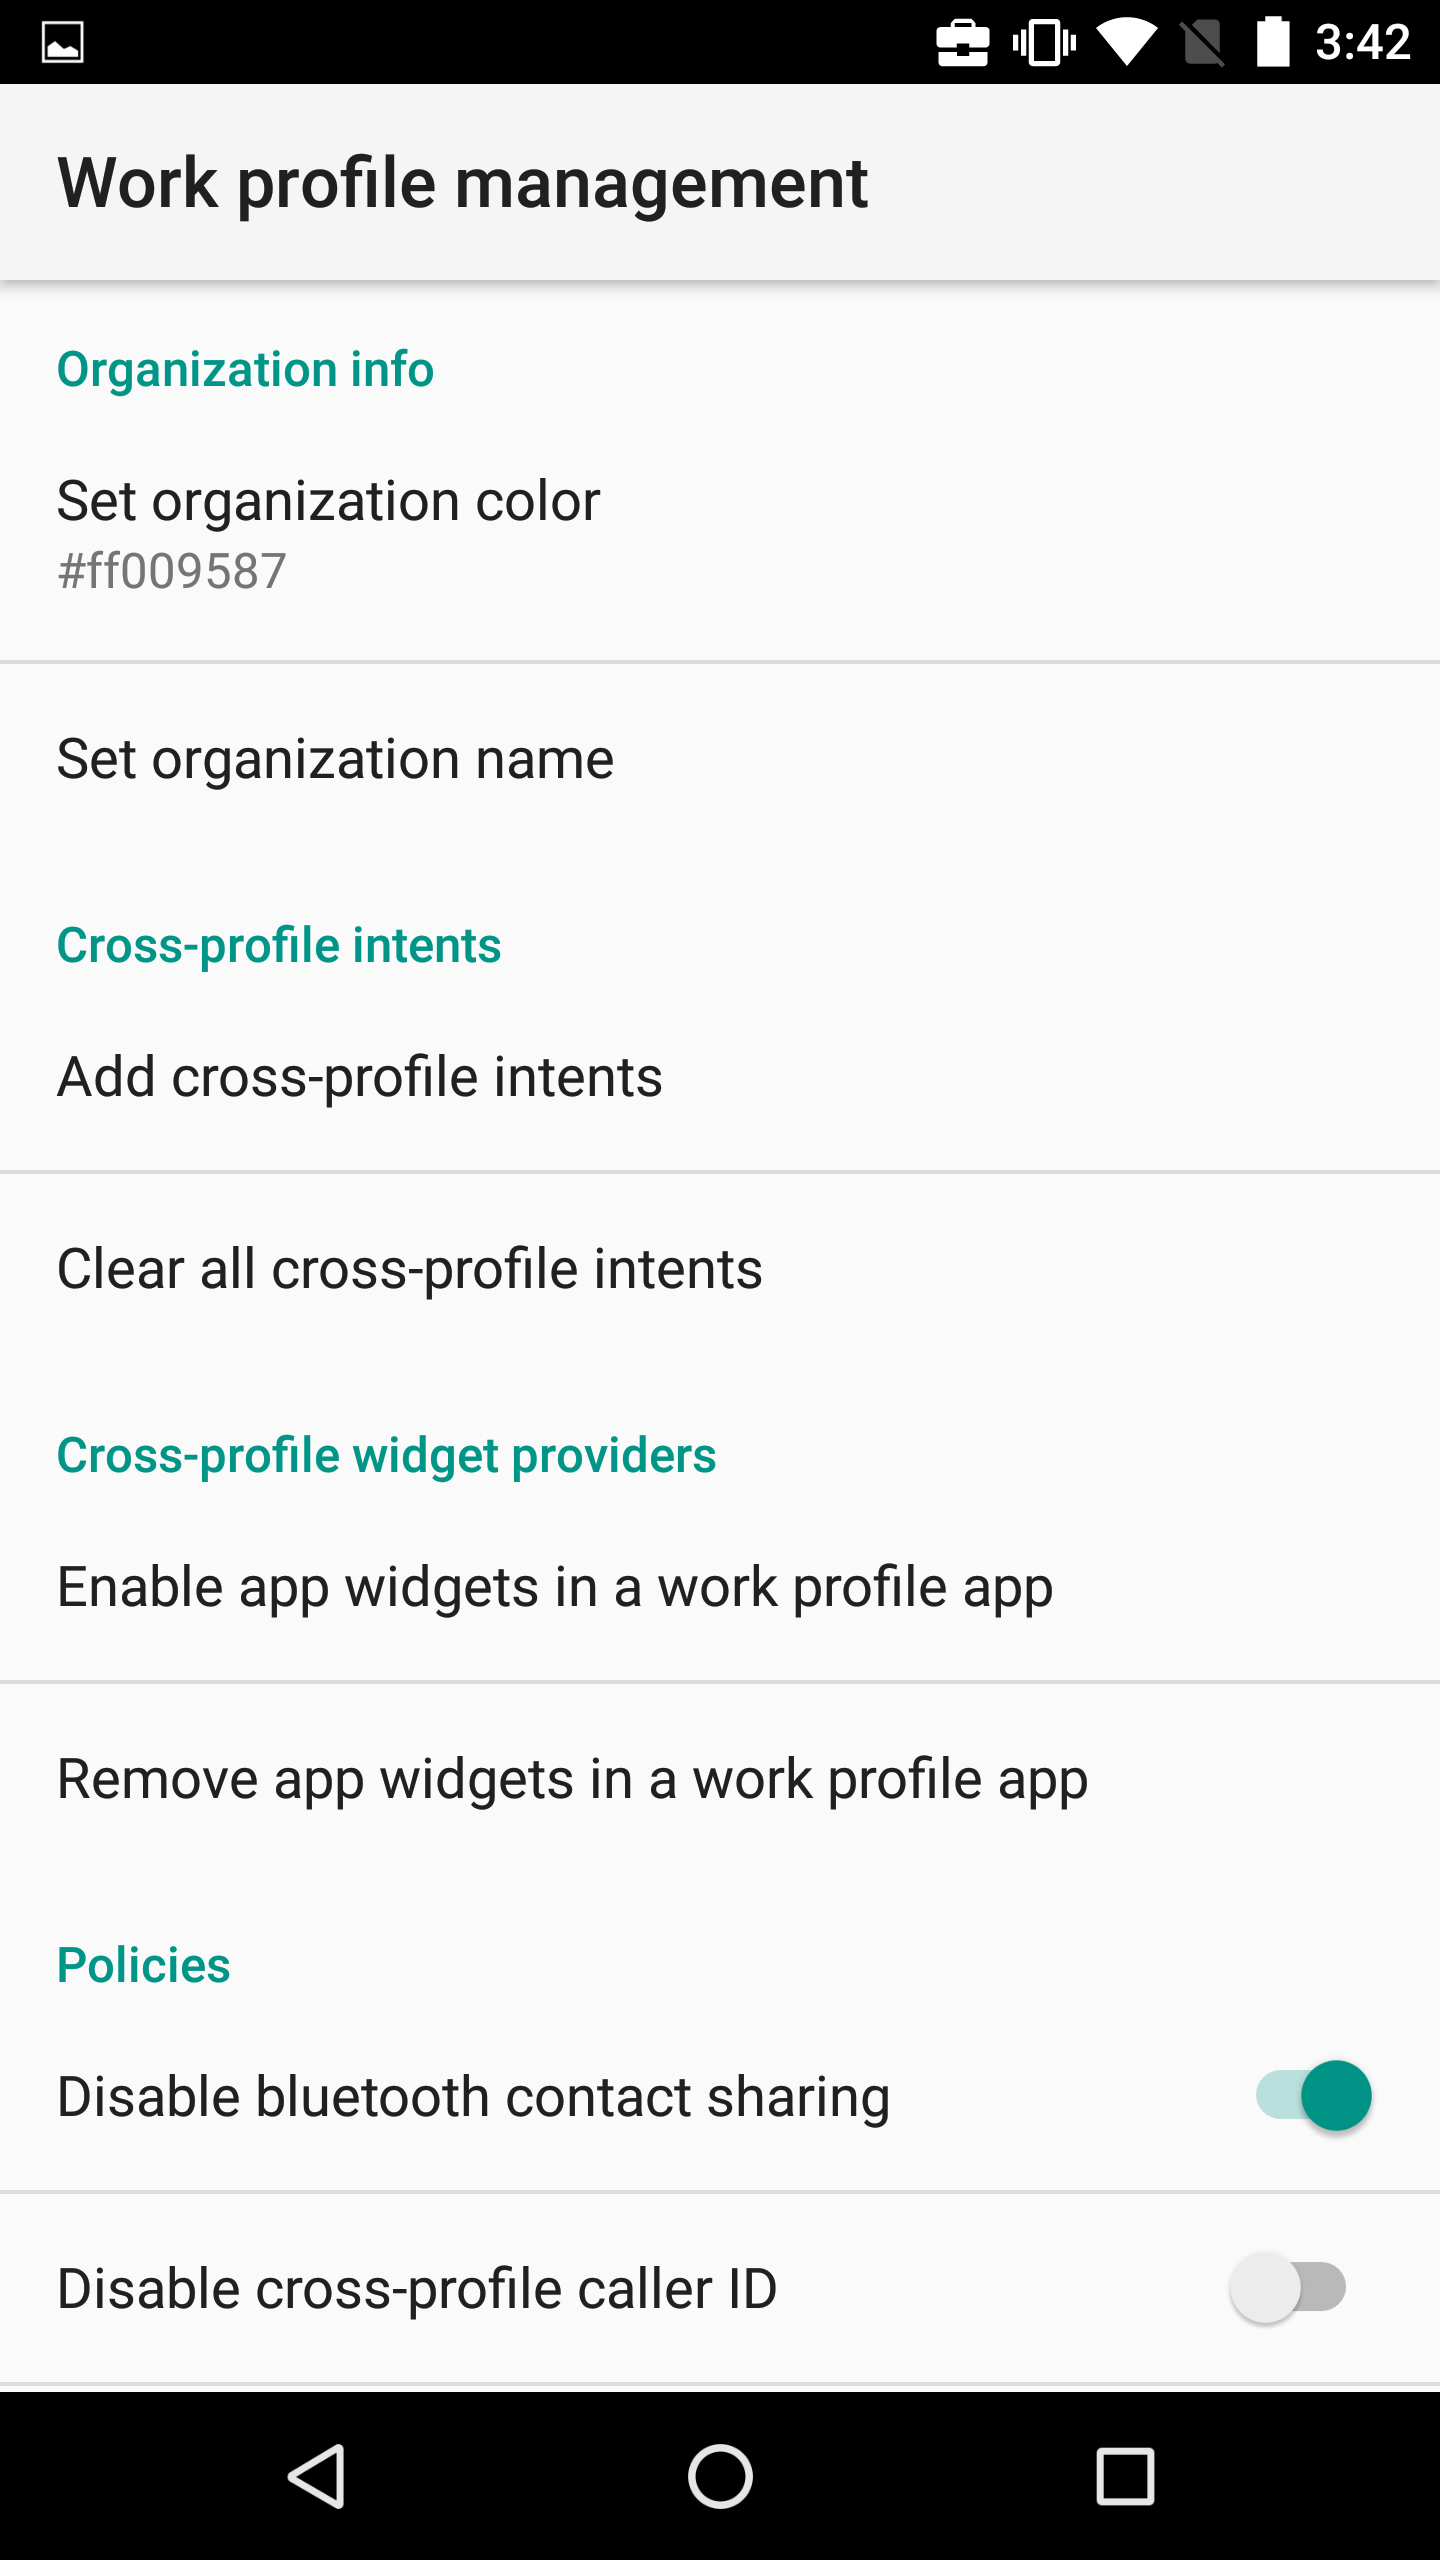 3:42
Work profile management
Organization info
Set organization color
#ff009587
Set organization name
Cross-profile intents
Add cross-profile intents
Clear all cross-profile intents
Cross-profile widget providers
Enable app widgets in a work profile app
Remove app widgets in a work profile app
Policies
Disable bluetooth contact sharing
Disable cross-profile caller ID